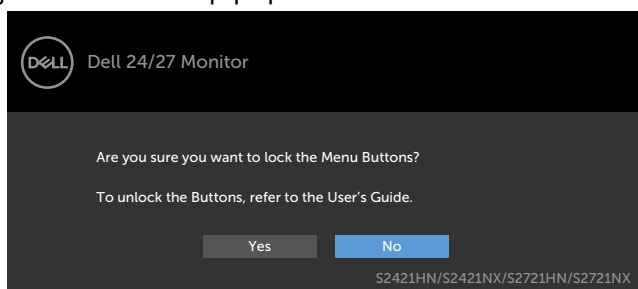 DELL
Dell 24/27 Monitor
Are you sure you want to lock the Menu Buttons?
To unlock the Buttons, refer to the User’s Guide.
Yes
No
S2421HN/S2421NX/S2721HN/S2721NX